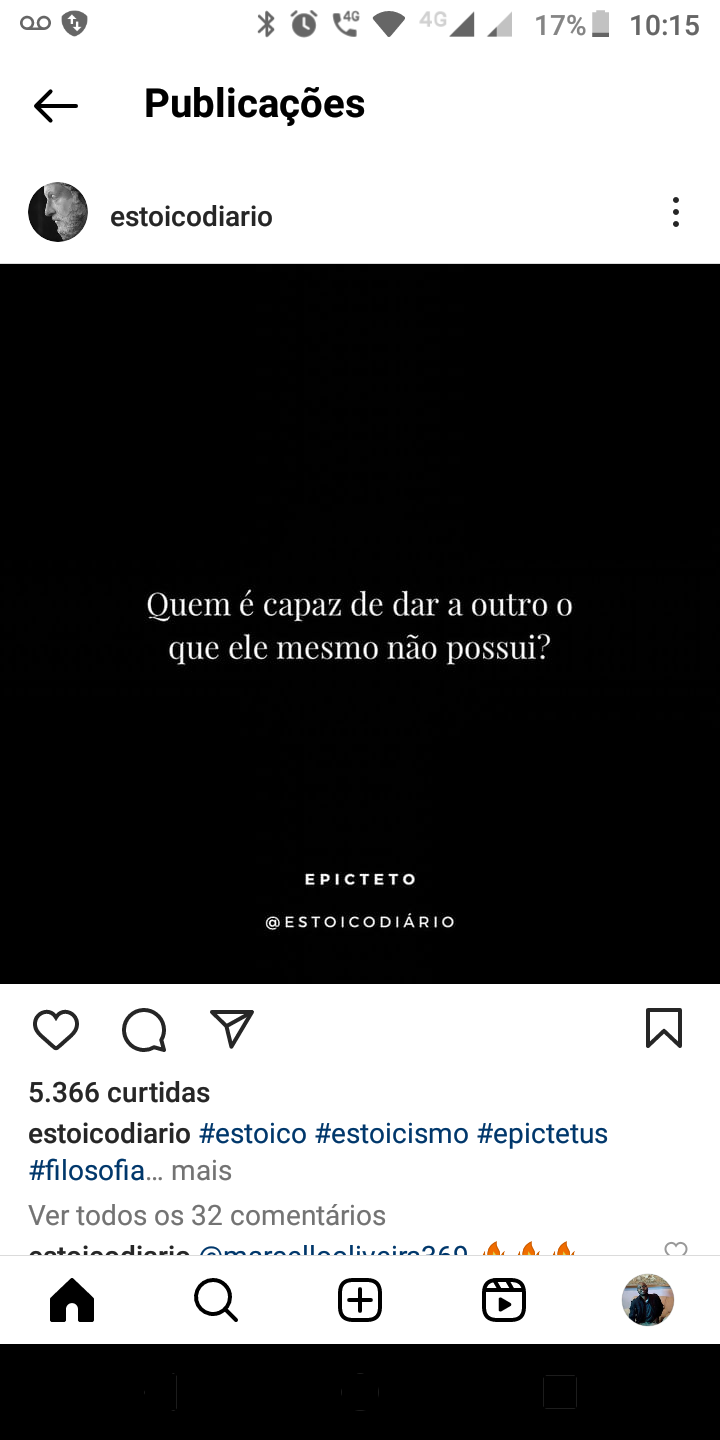 4G 4G 17% 10:15
Publicações
estoicodiario
Quem é capaz de dar a outro o
que ele mesmo não possui?
EPICTETO
@ESTOICODIÁRIO
5.366 curtidas
estoicodiario #estoico #estoicismo #epictetus
#filosofia... mais
Ver todos os 32 comentários
estoicodiario